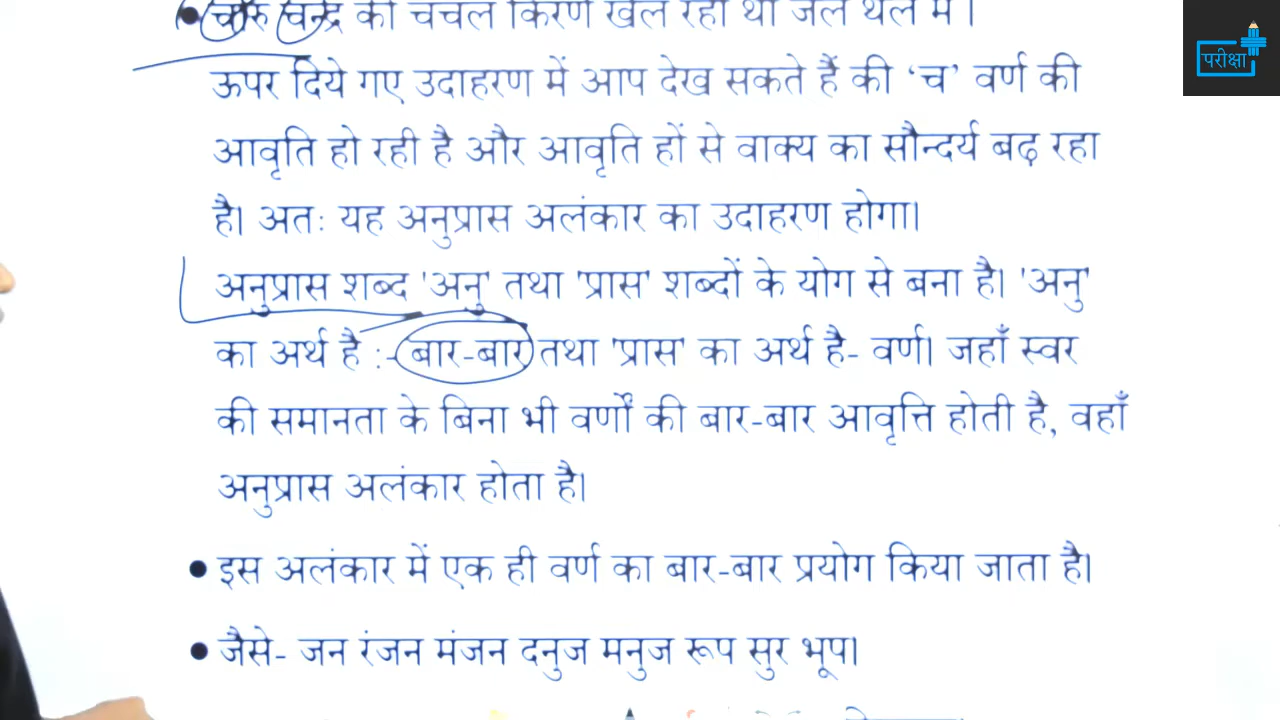 चारु चन्द्र की चंचल किरणें खेल रही थी जल थल में।
परीक्षा
ऊपर दिये गए उदाहरण में आप देख सकते हैं की ‘च’ वर्ण की
आवृति हो रही है और आवृति हों से वाक्य का सौन्दर्य बढ़ रहा
है। अतः यह अनुप्रास अलंकार का उदाहरण होगा।
अनुप्रास शब्द 'अनु' तथा 'प्रास' शब्दों के योग से बना है। 'अनु'
का अर्थ है :- बार-बार तथा 'प्रास' का अर्थ है- वर्ण। जहाँ स्वर
की समानता के बिना भी वर्णों की बार-बार आवृत्ति होती है, वहाँ
अनुप्रास अलंकार होता है।
• इस अलंकार में एक ही वर्ण का बार-बार प्रयोग किया जाता है।
• जैसे- जन रंजन मंजन दनुज मनुज रूप सुर भूप।